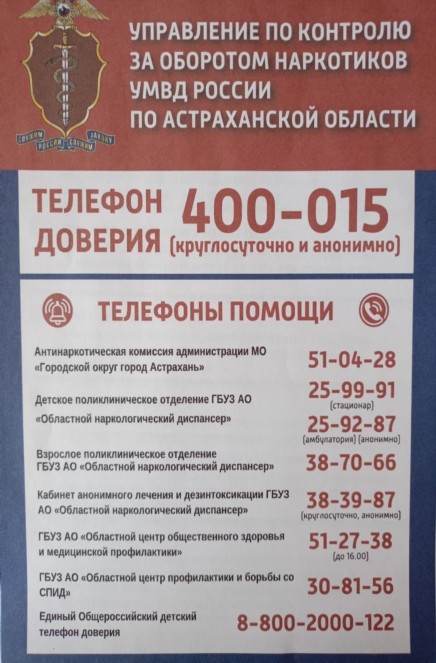 УПРАВЛЕНИЕ ПО КОНТРОЛЮ
ЗА ОБОРОТОМ НАРКОТИКОВ
УМВД РОССИИ
ПО АСТРАХАНСКОЙ ОБЛАСТИ
СЛУЖИМ РОССИИ СЛУЖИМ ЗАКОНУ
ТЕЛЕФОН
ДОВЕРИЯ
400-015
(круглосуточно и анонимно)
ТЕЛЕФОНЫ ПОМОЩИ
Антинаркотическая комиссия администрации МО
«Городской округ город Астрахань»
51-04-28
Детское поликлиническое отделение ГБУЗ АО
«Областной наркологический диспансер»
25-99-91
(стационар)
25-92-87
(амбулатория) (анонимно)
Взрослое поликлиническое отделение
ГБУЗ АО «Областной наркологический диспансер»
38-70-66
Кабинет анонимного лечения и дезинтоксикации ГБУЗ
АО «Областной наркологический диспансер»
38-39-87
(круглосуточно, анонимно)
ГБУЗ АО «Областной центр общественного здоровья
и медицинской профилактики»
51-27-38
(до 16.00)
ГБУЗ АО «Областной центр профилактики и борьбы со
СПИД»
30-81-56
Единый Общероссийский детский
телефон доверия
8-800-2000-122